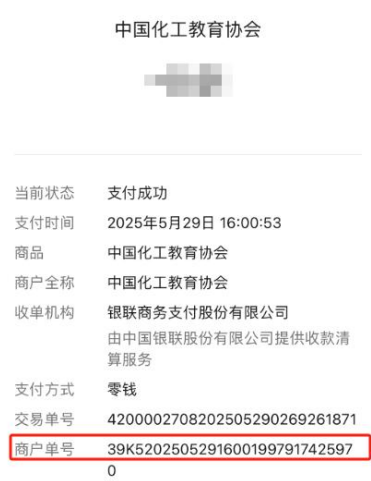 中国化工教育协会
当前状态 支付成功
支付时间 2025年5月29日 16:00:53
商品 中国化工教育协会
商户全称 中国化工教育协会
收单机构 银联商务支付股份有限公司
由中国银联股份有限公司提供收款清
算服务
支付方式 零钱
交易单号 4200002708202505290269261871
商户单号 39K5202505291600199791742597
0